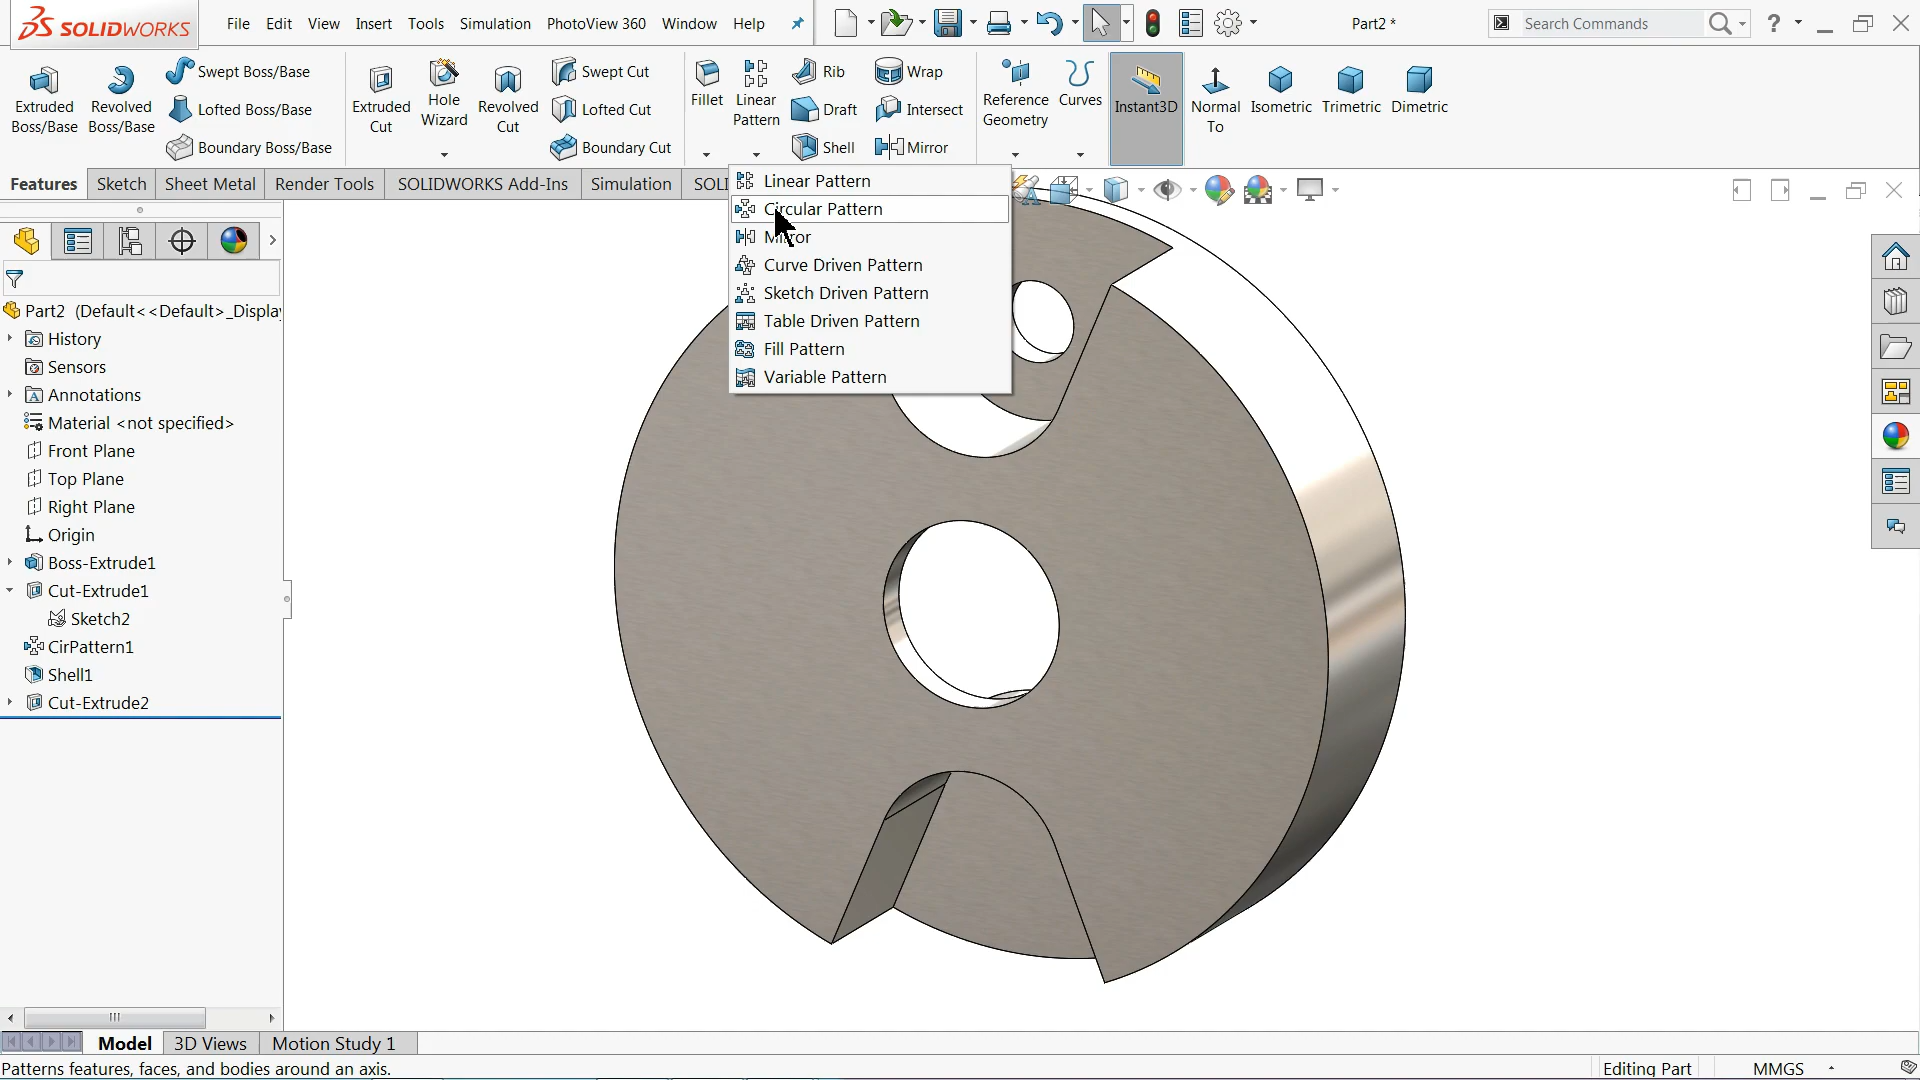 SOLIDWORKS File Edit View Insert Tools Simulation PhotoView 360 Window Help Part2 * Search Commands ?
Extruded Boss/Base
Revolved Boss/Base
Swept Boss/Base
Lofted Boss/Base
Boundary Boss/Base
Extruded Cut
Hole Wizard
Revolved Cut
Swept Cut
Lofted Cut
Boundary Cut
Fillet
Linear Pattern
Rib
Draft
Shell
Wrap
Intersect
Mirror
Reference Geometry
Curves
Instant3D
Normal To
Isometric
Trimetric
Dimetric
Features Sketch Sheet Metal Render Tools SOLIDWORKS Add-Ins Simulation SOLI
Linear Pattern
Circular Pattern
Mirror
Curve Driven Pattern
Sketch Driven Pattern
Table Driven Pattern
Fill Pattern
Variable Pattern
Part2 (Default<<Default>_Displa
History
Sensors
Annotations
Material <not specified>
Front Plane
Top Plane
Right Plane
Origin
Boss-Extrude1
Cut-Extrude1
Sketch2
CirPattern1
Shell1
Cut-Extrude2
Model 3D Views Motion Study 1
Patterns features, faces, and bodies around an axis. Editing Part MMGS